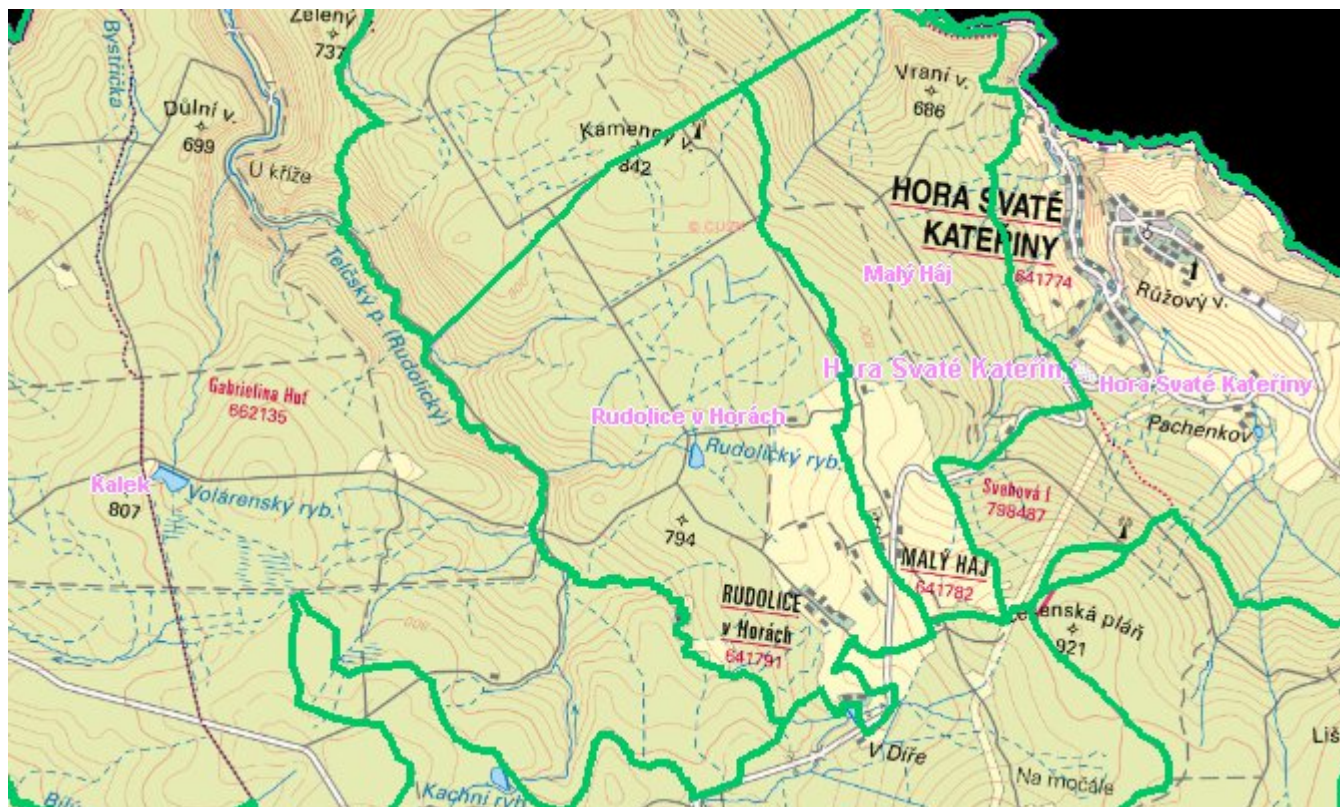 Zelený
737
Bystřička
Důlní v.
699
U kříže
Vraní v.
686
842
HORA SVATÉ
KATEŘINY
641774
Malý Háj
Růžový v.
Telčský p. (Rudolický)
Gabrielina Huť
662135
Hora Svaté Kateřiny
Hora Svaté Kateřiny
Rudolice v Horách
Pachenkov
Rudolický ryb.
Kalek
807
Volárenský ryb.
794
798487
MALÝ HÁJ
641782
RUDOLICE
v Horách
641791
921
V Díře
Na močále
Kachní ryb
Liš